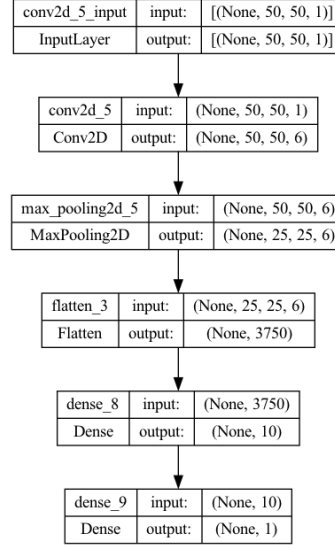 conv2d_5_input input: [(None, 50, 50, 1)]
InputLayer output: [(None, 50, 50, 1)]
conv2d_5 input: (None, 50, 50, 1)
Conv2D output: (None, 50, 50, 6)
max_pooling2d_5 input: (None, 50, 50, 6)
MaxPooling2D output: (None, 25, 25, 6)
flatten_3 input: (None, 25, 25, 6)
Flatten output: (None, 3750)
dense_8 input: (None, 3750)
Dense output: (None, 10)
dense_9 input: (None, 10)
Dense output: (None, 1)